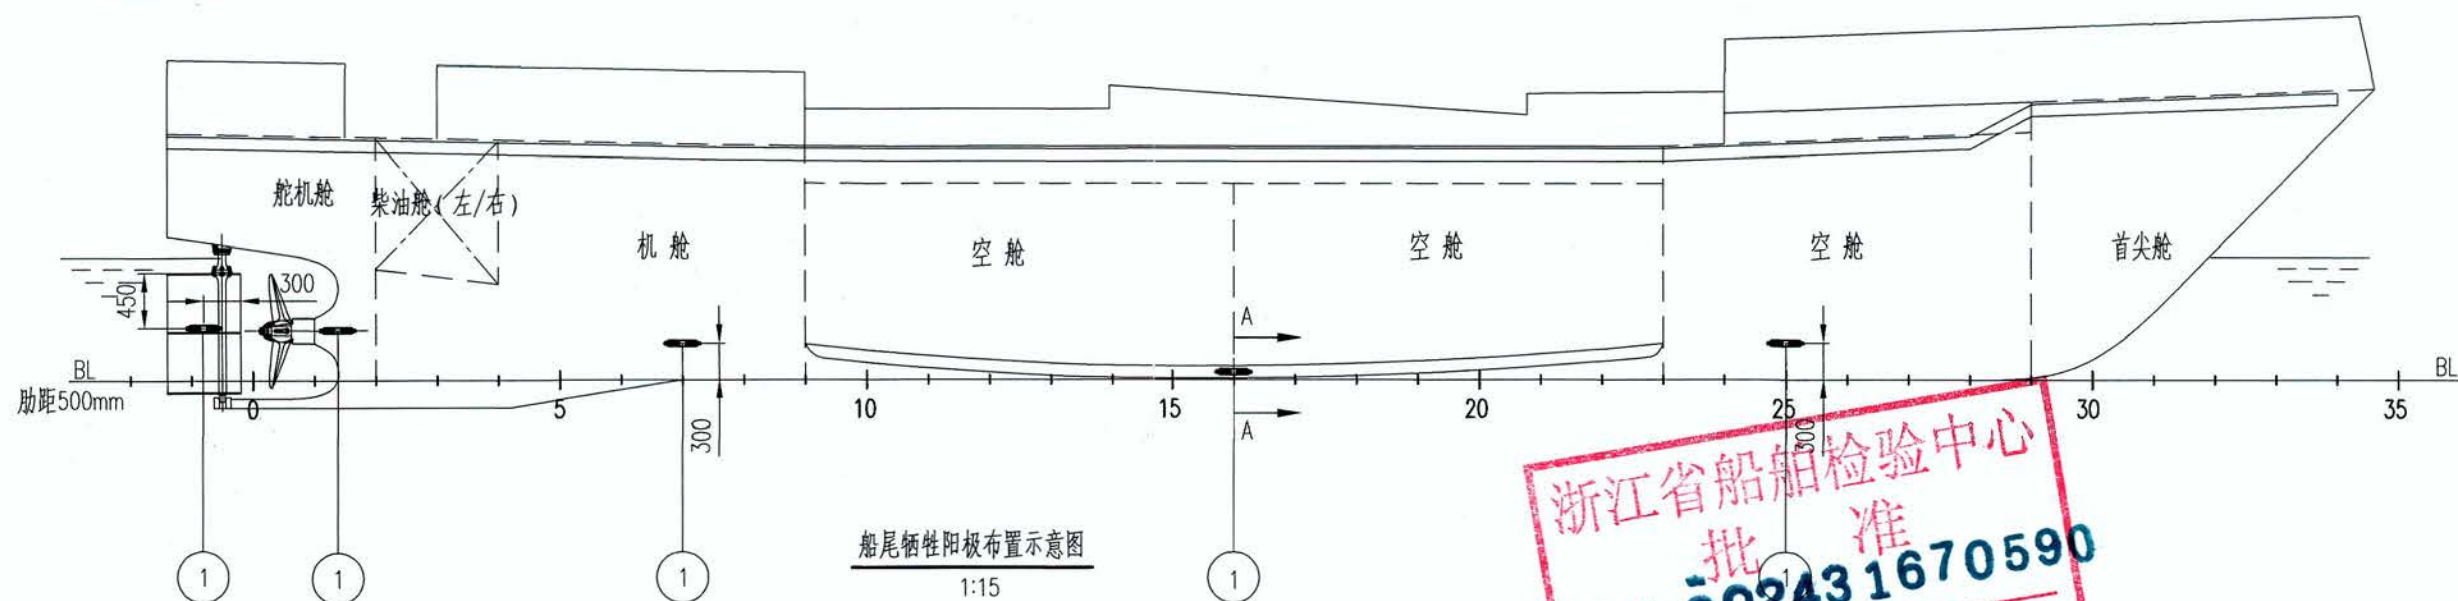 舵机舱
柴油舱(左/右)
机 舱
空 舱
空 舱
空 舱
首尖舱
300
450
A
BL
BL
肋距500mm
0
5
10
15
20
25
30
35
300
A
300
船尾牺牲阳极布置示意图
1:15
1
1
1
1
1
浙江省船舶检验中心
批 准
02431670590